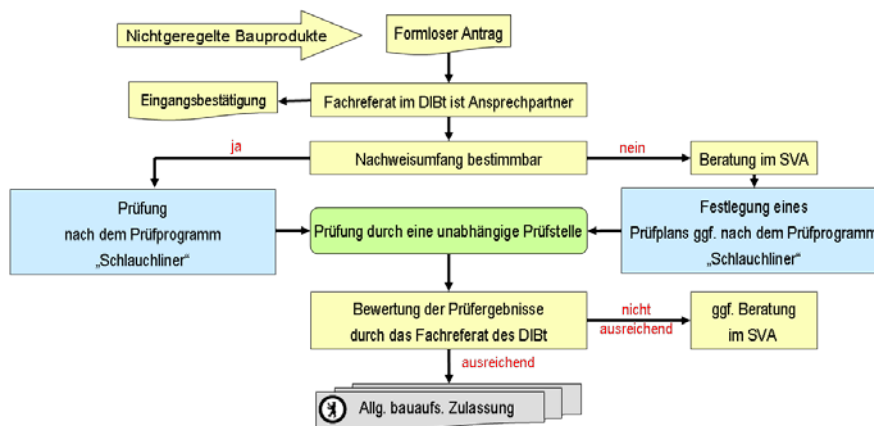 Nichtgeregelte Bauprodukte
Formloser Antrag
Eingangsbestätigung
Fachreferat im DIBt ist Ansprechpartner
ja
Nachweisumfang bestimmbar
nein
Beratung im SVA
Prüfung
nach dem Prüfprogramm
„Schlauchliner“
Prüfung durch eine unabhängige Prüfstelle
Festlegung eines
Prüfplans ggf. nach dem Prüfprogramm
„Schlauchliner“
Bewertung der Prüfergebnisse
durch das Fachreferat des DIBt
nicht
ausreichend
ggf. Beratung
im SVA
ausreichend
Allg. bauaufs. Zulassung